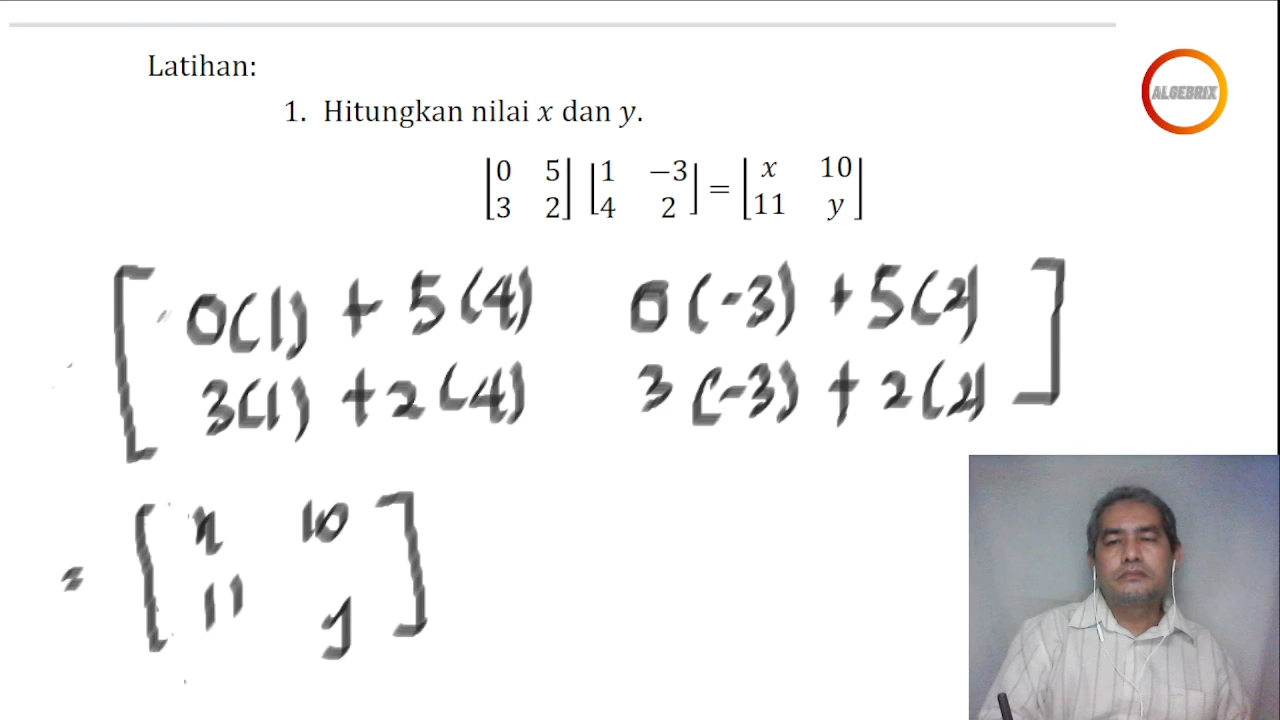 Latihan:
ALGEBRIX
1. Hitungkan nilai x dan y.
[0 5] [1 -3] = [x 10]
[3 2] [4 2] [11 y]
[0(1) + 5(4) 0(-3) + 5(2)]
[3(1) + 2(4) 3(-3) + 2(2)]
= [x 10]
[11 y]